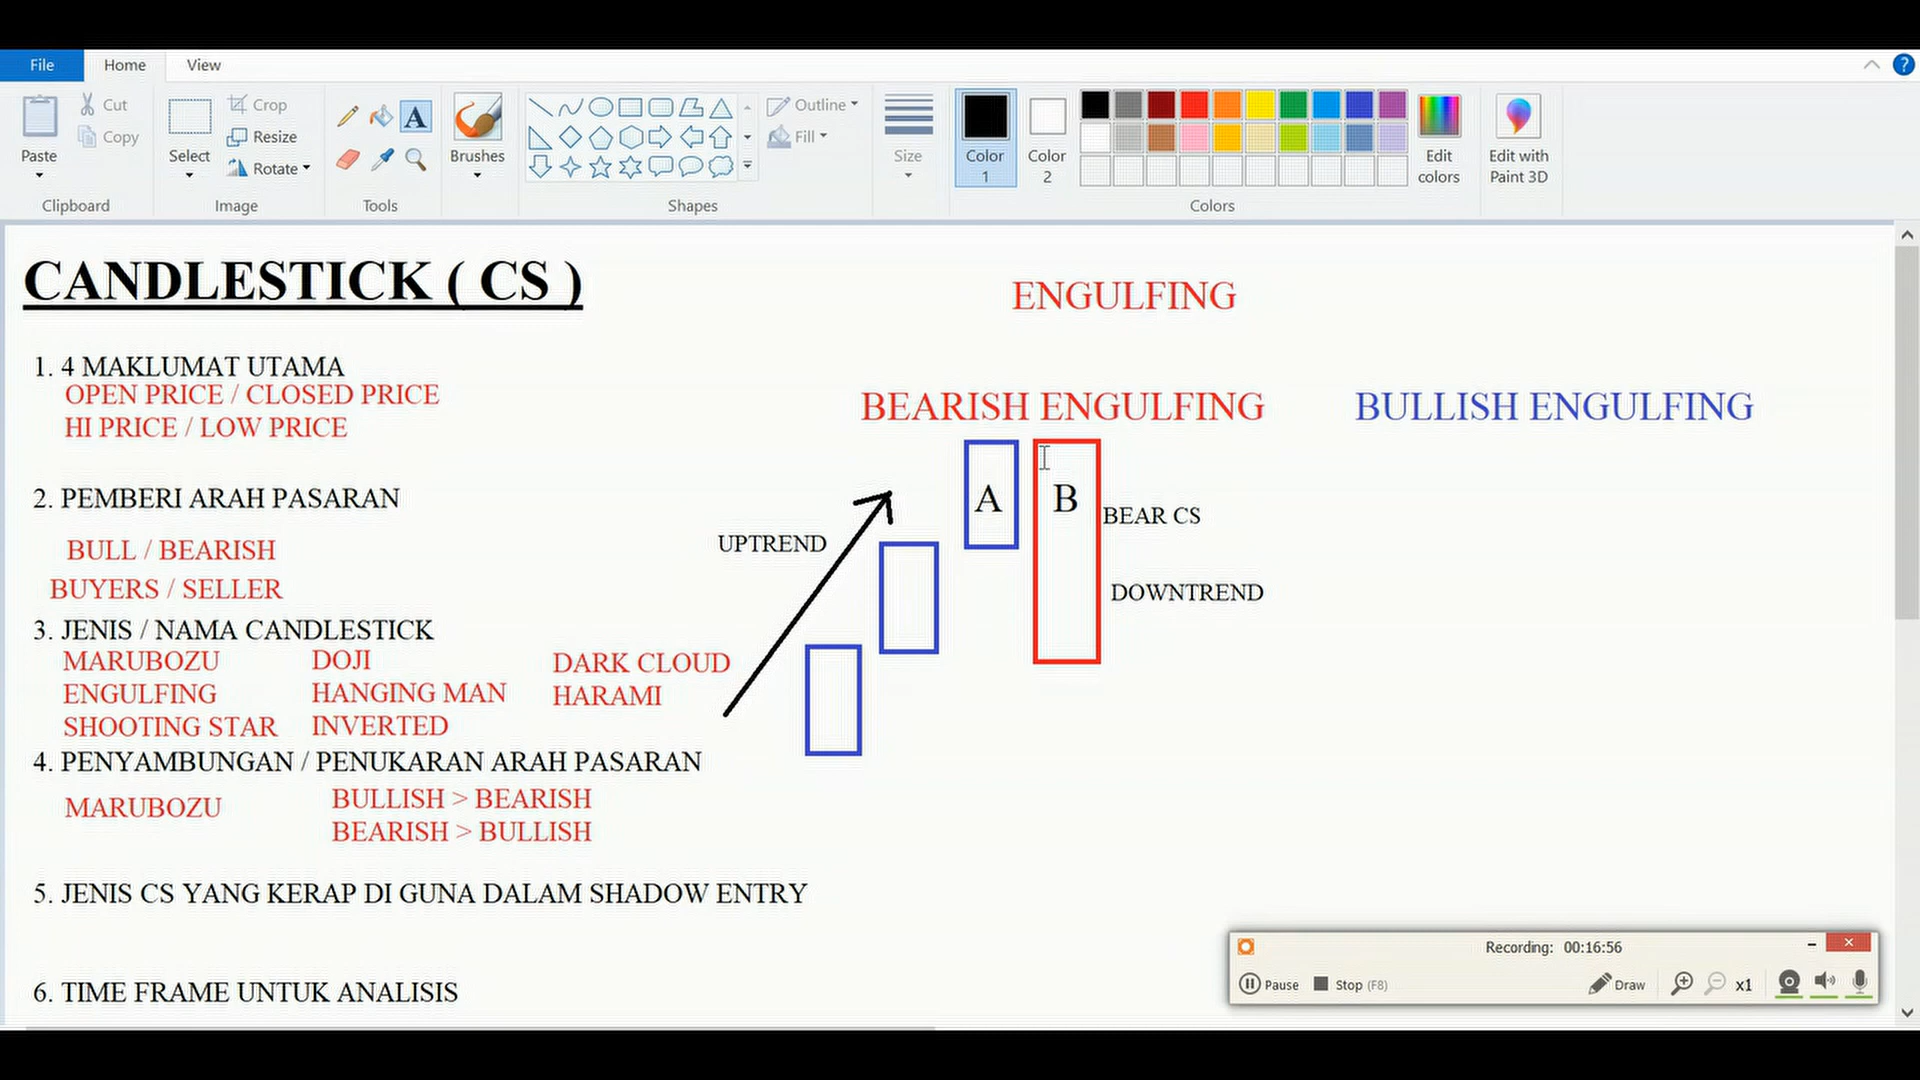 File Home View
Paste
Cut
Copy
Clipboard
Select
Crop
Resize
Rotate
Image
A
Tools
Brushes
Outline
Fill
Shapes
Size
Color 1
Color 2
Edit colors
Colors
Edit with Paint 3D
CANDLESTICK ( CS )
1. 4 MAKLUMAT UTAMA
OPEN PRICE / CLOSED PRICE
HI PRICE / LOW PRICE
2. PEMBERI ARAH PASARAN
BULL / BEARISH
BUYERS / SELLER
3. JENIS / NAMA CANDLESTICK
MARUBOZU DOJI DARK CLOUD
ENGULFING HANGING MAN HARAMI
SHOOTING STAR INVERTED
4. PENYAMBUNGAN / PENUKARAN ARAH PASARAN
MARUBOZU BULLISH > BEARISH
BEARISH > BULLISH
5. JENIS CS YANG KERAP DI GUNA DALAM SHADOW ENTRY
6. TIME FRAME UNTUK ANALISIS
ENGULFING
BEARISH ENGULFING BULLISH ENGULFING
A B
BEAR CS
UPTREND
DOWNTREND
Recording: 00:16:56
Pause Stop (F8) Draw x1